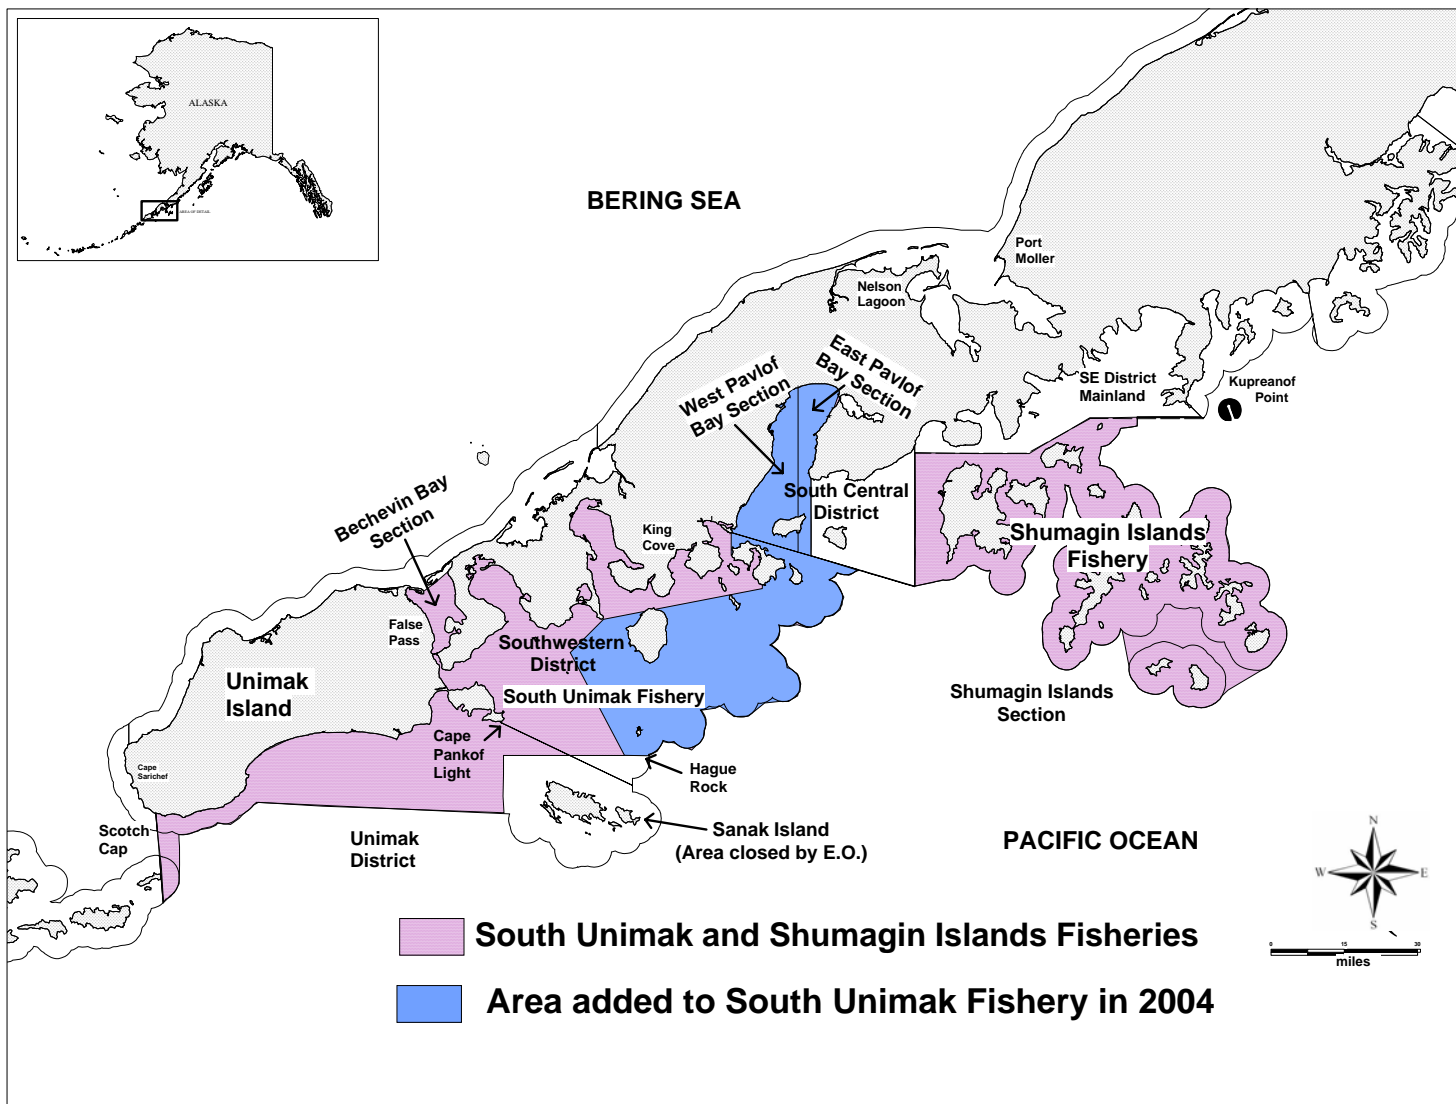 ALASKA
AREA OF DETAIL
BERING SEA
Port
Moller
Nelson
Lagoon
East Pavlof
Bay Section
West Pavlof
Bay Section
SE District
Mainland
Kupreanof
Point
South Central
District
Bechevin Bay
Section
King
Cove
Shumagin Islands
Fishery
False
Pass
Southwestern
District
Unimak
Island
South Unimak Fishery
Shumagin Islands
Section
Cape
Pankof
Light
Cape
Sarichef
Hague
Rock
Scotch
Cap
Unimak
District
Sanak Island
(Area closed by E.O.)
PACIFIC OCEAN
N
W
E
S
South Unimak and Shumagin Islands Fisheries
0 15 30
miles
Area added to South Unimak Fishery in 2004